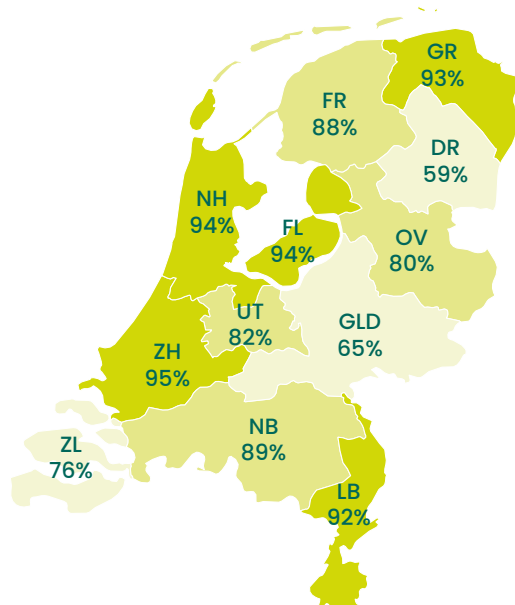 GR
93%
FR
88%
DR
59%
NH
94%
FL
94%
OV
80%
UT
82%
GLD
65%
ZH
95%
NB
89%
ZL
76%
LB
92%